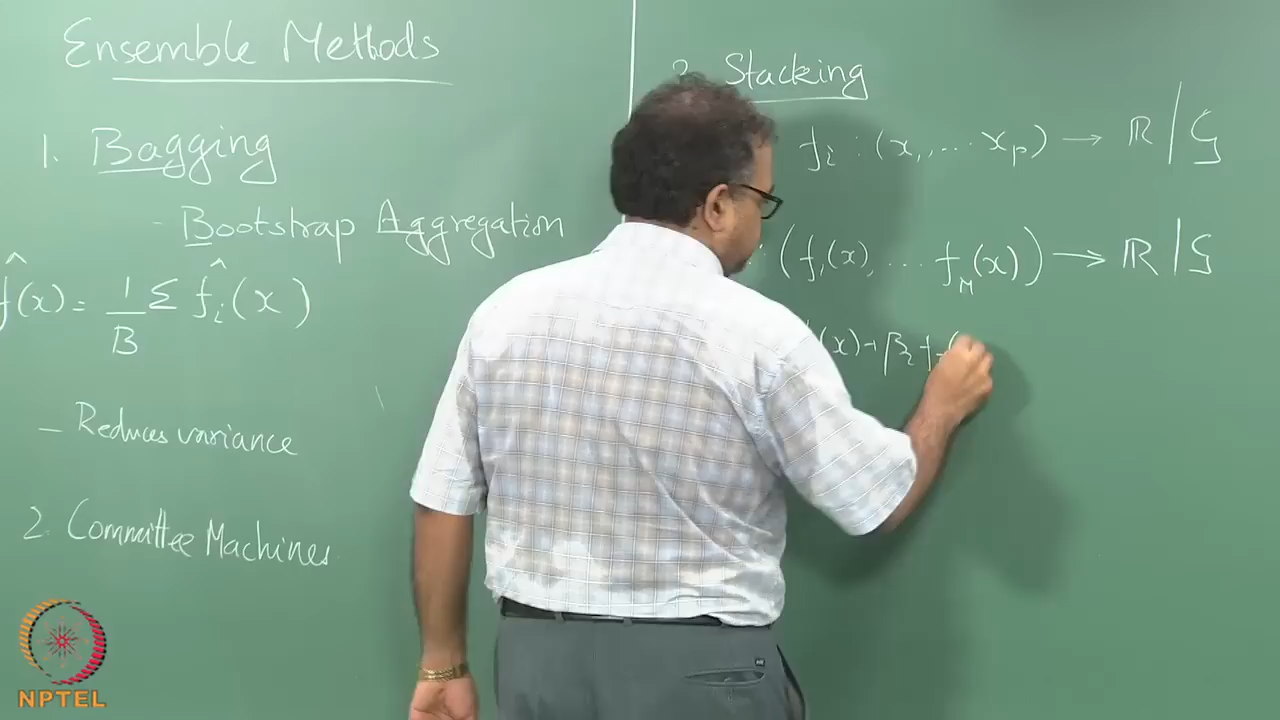 Ensemble Methods
1. Bagging
- Bootstrap Aggregation
f̂(x) = 1/B Σ f̂ᵢ(x)
- Reduces variance
2. Committee Machines
Stacking
fᵢ : (x₁, ... xₚ) → ℝ / G
: (f₁(x), ... f_M(x)) → ℝ / G
(x) + β₂ f₂(
NPTEL